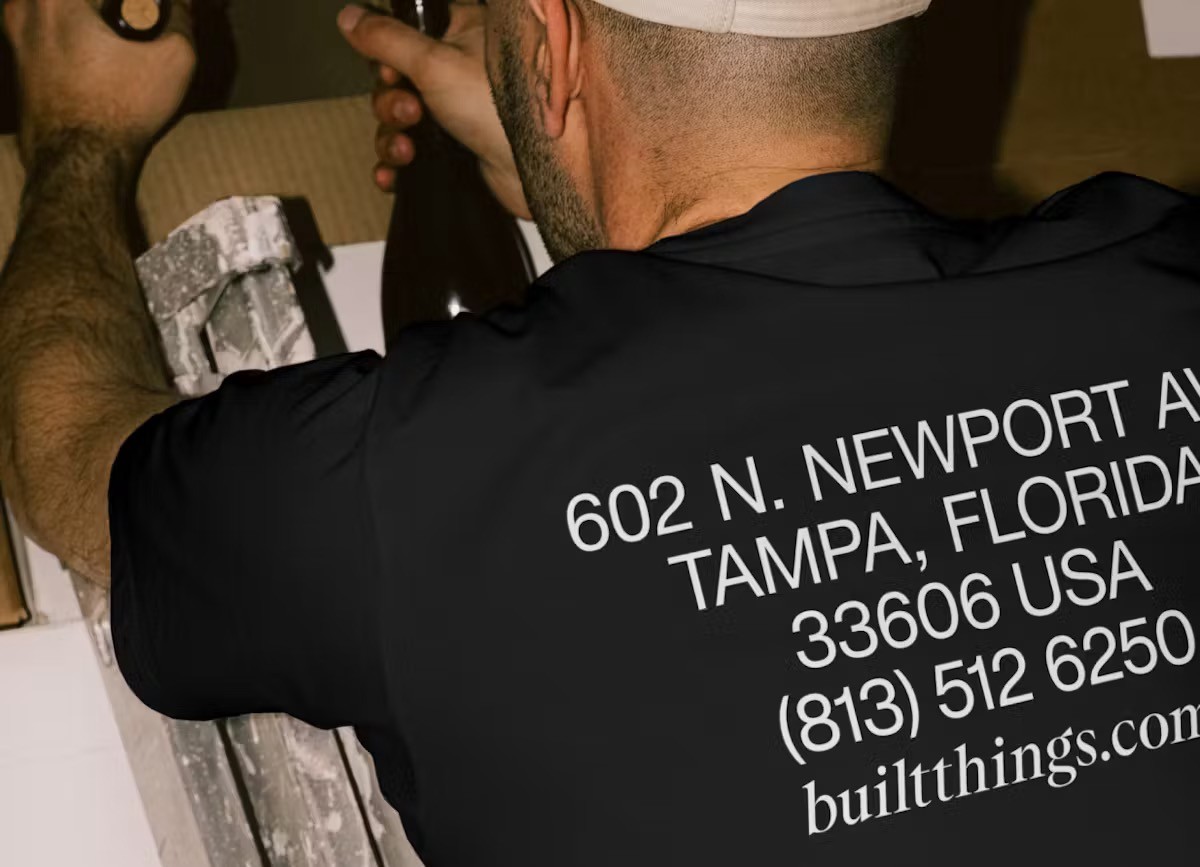 602 N. NEWPORT AV
TAMPA, FLORIDA
33606 USA
(813) 512 6250
builtthings.com